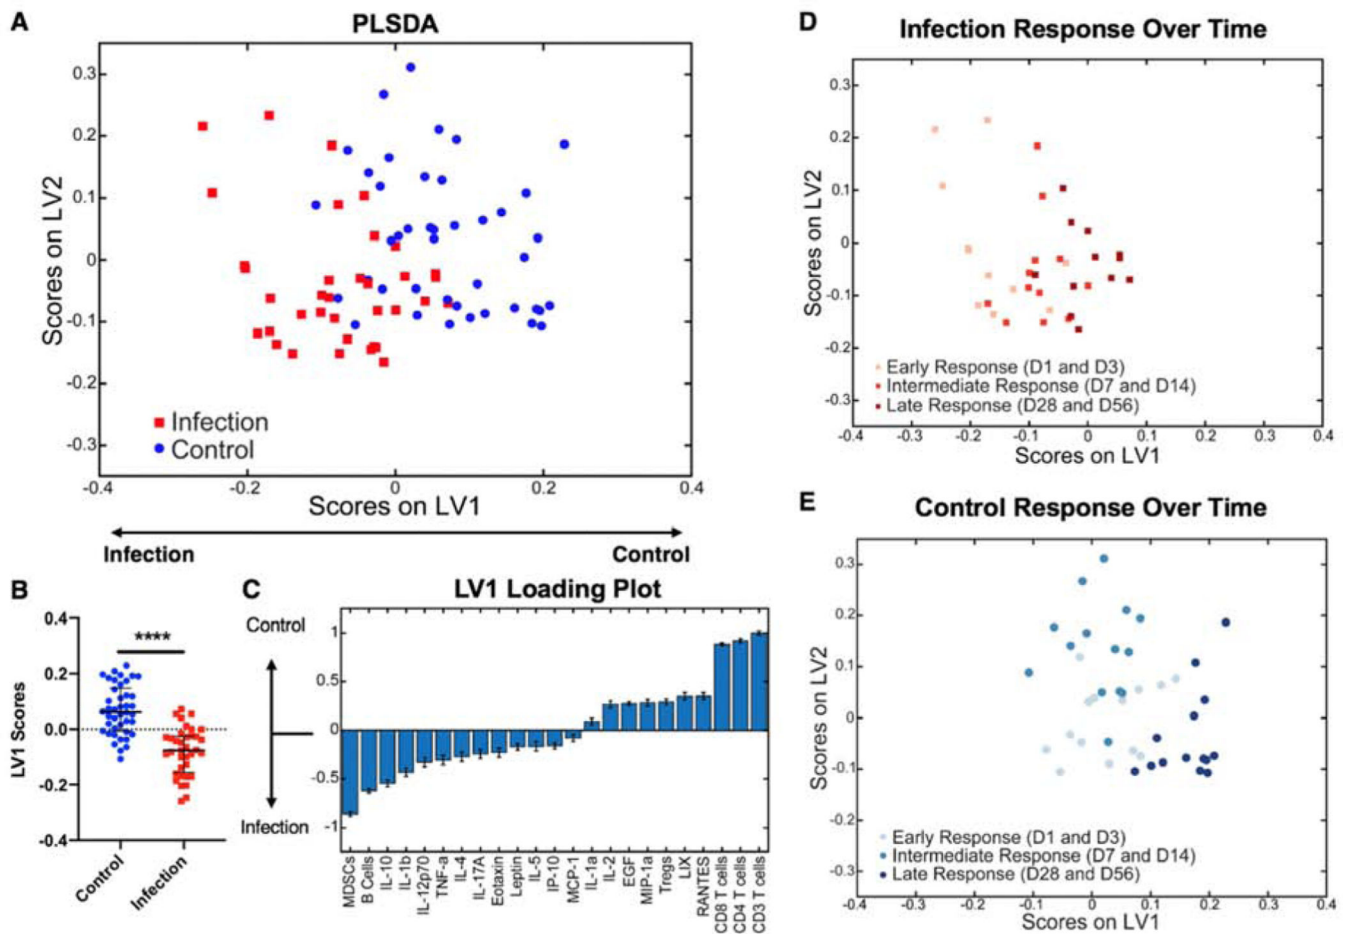 A
PLSDA
0.3
0.2
0.1
0
-0.1
-0.2
-0.3
Scores on LV2
Infection
Control
-0.4
-0.2
0
0.2
0.4
Scores on LV1
Infection
Control
B
0.4
0.2
0.0
-0.2
-0.4
LV1 Scores
****
Control
Infection
C
LV1 Loading Plot
Control
Infection
1
0.5
0
-0.5
-1
MDSCs
B Cells
IL-10
IL-1b
IL-12p70
TNF-a
IL-4
IL-17A
Eotaxin
Leptin
IL-5
IP-10
MCP-1
IL-1a
IL-2
EGF
MIP-1a
Tregs
LIX
RANTES
CD8 T cells
CD4 T cells
CD3 T cells
D
Infection Response Over Time
0.3
0.2
0.1
0
-0.1
-0.2
-0.3
Scores on LV2
Early Response (D1 and D3)
Intermediate Response (D7 and D14)
Late Response (D28 and D56)
-0.4
-0.3
-0.2
-0.1
0
0.1
0.2
0.3
0.4
Scores on LV1
E
Control Response Over Time
0.3
0.2
0.1
0
-0.1
-0.2
-0.3
Scores on LV2
Early Response (D1 and D3)
Intermediate Response (D7 and D14)
Late Response (D28 and D56)
-0.4
-0.3
-0.2
-0.1
0
0.1
0.2
0.3
0.4
Scores on LV1